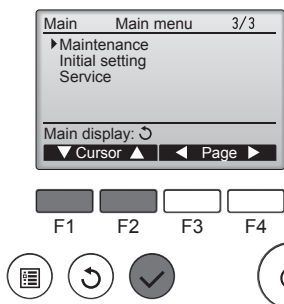 Main Main menu 3/3
Maintenance
Initial setting
Service
Main display:
Cursor Page
F1 F2 F3 F4